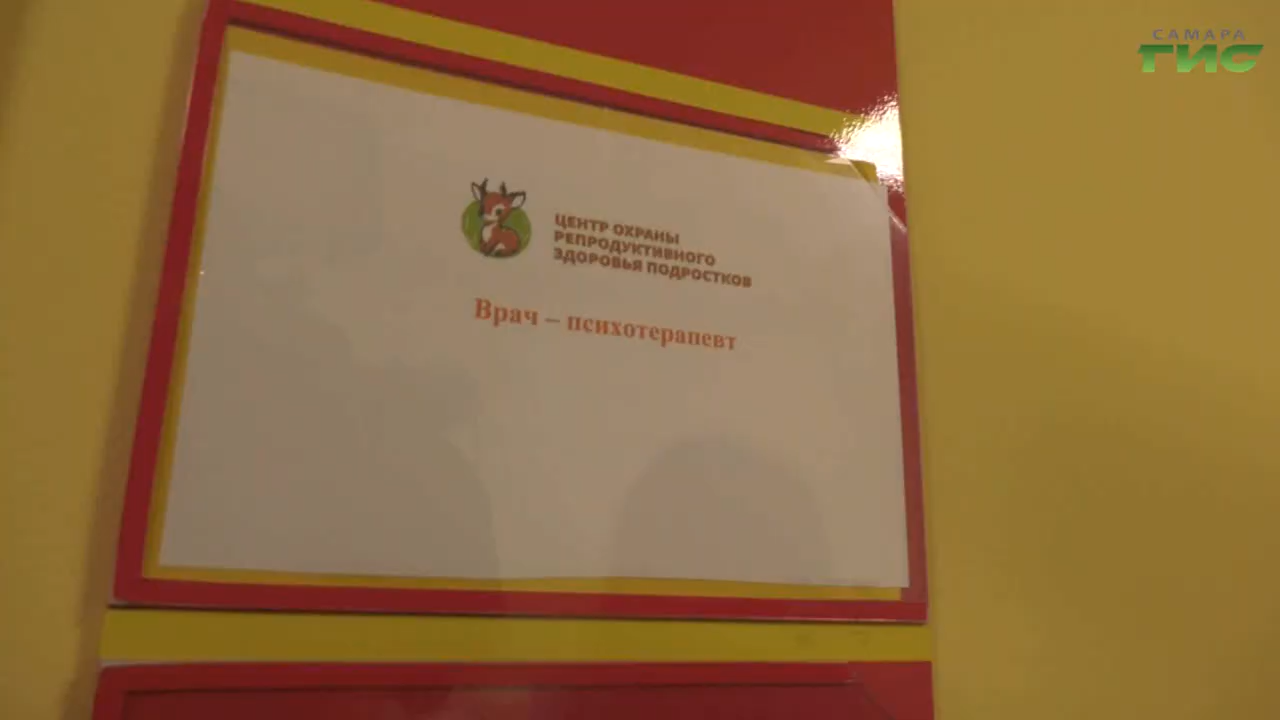 САМАРА
ГИС
ЦЕНТР ОХРАНЫ
РЕПРОДУКТИВНОГО
ЗДОРОВЬЯ ПОДРОСТКОВ
Врач – психотерапевт